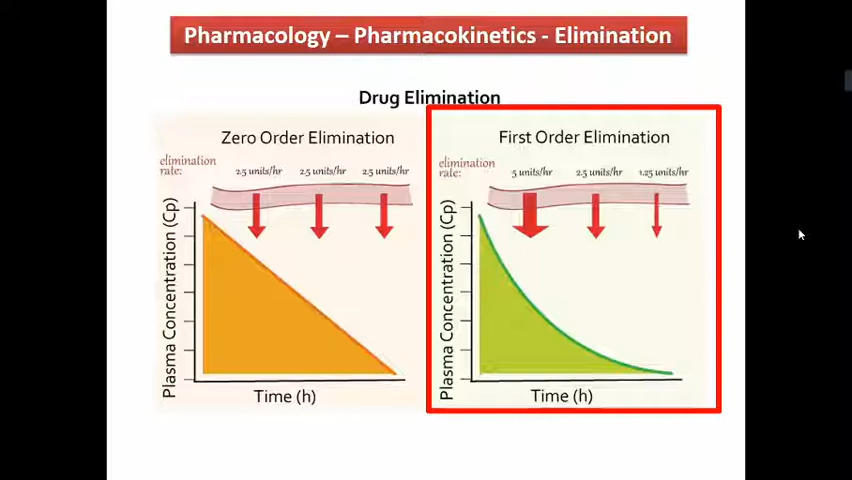 Pharmacology – Pharmacokinetics - Elimination
Drug Elimination
Zero Order Elimination
elimination rate:
2.5 units/hr 2.5 units/hr 2.5 units/hr
Plasma Concentration (Cp)
Time (h)
First Order Elimination
elimination rate:
5 units/hr 2.5 units/hr 1.25 units/hr
Plasma Concentration (Cp)
Time (h)